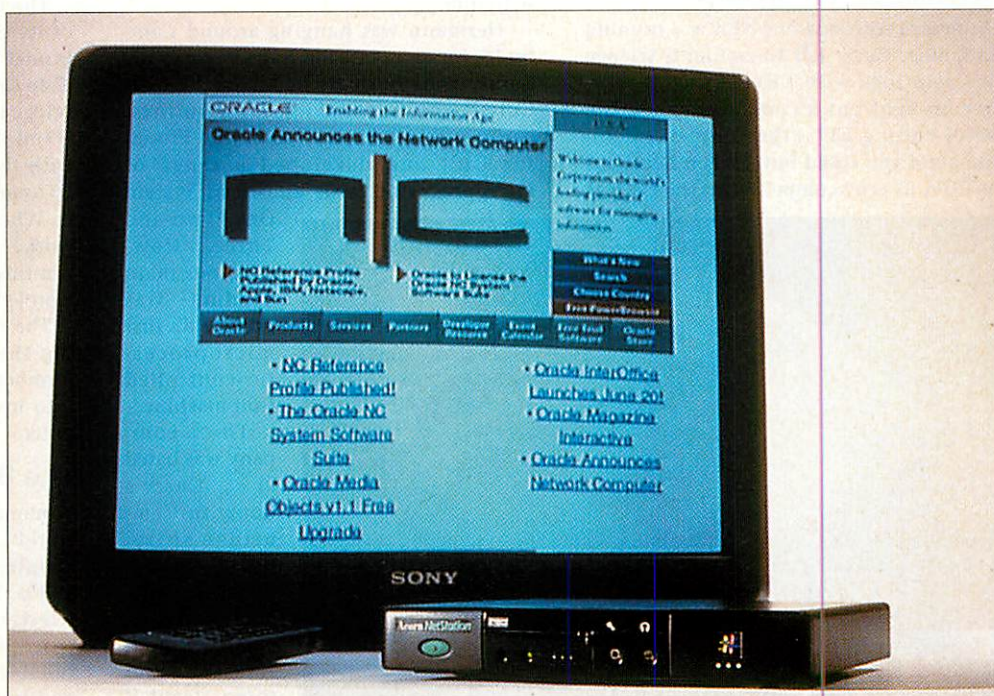 ORACLE Enabling the Information Age
U.S.A.
Oracle Announces the Network Computer
n|c
NC Reference Profile
Published by Oracle,
Apple, IBM, Netscape,
and Sun
Oracle to License the
Oracle NC System
Software Suite
Welcome to Oracle
Corporation, the world's
leading provider of
software for managing
information.
What's New
Search
Choose Country
Free PowerBrowser
About Oracle
Products
Services
Partners
Developer Resource
Event Calendar
Free Trial Software
Oracle Store
• NC Reference
Profile Published!
• The Oracle NC
System Software
Suite
• Oracle Media
Objects v1.1 Free
Upgrade
• Oracle InterOffice
Launches June 20!
• Oracle Magazine
Interactive
• Oracle Announces
Network Computer
SONY
Acorn NetStation